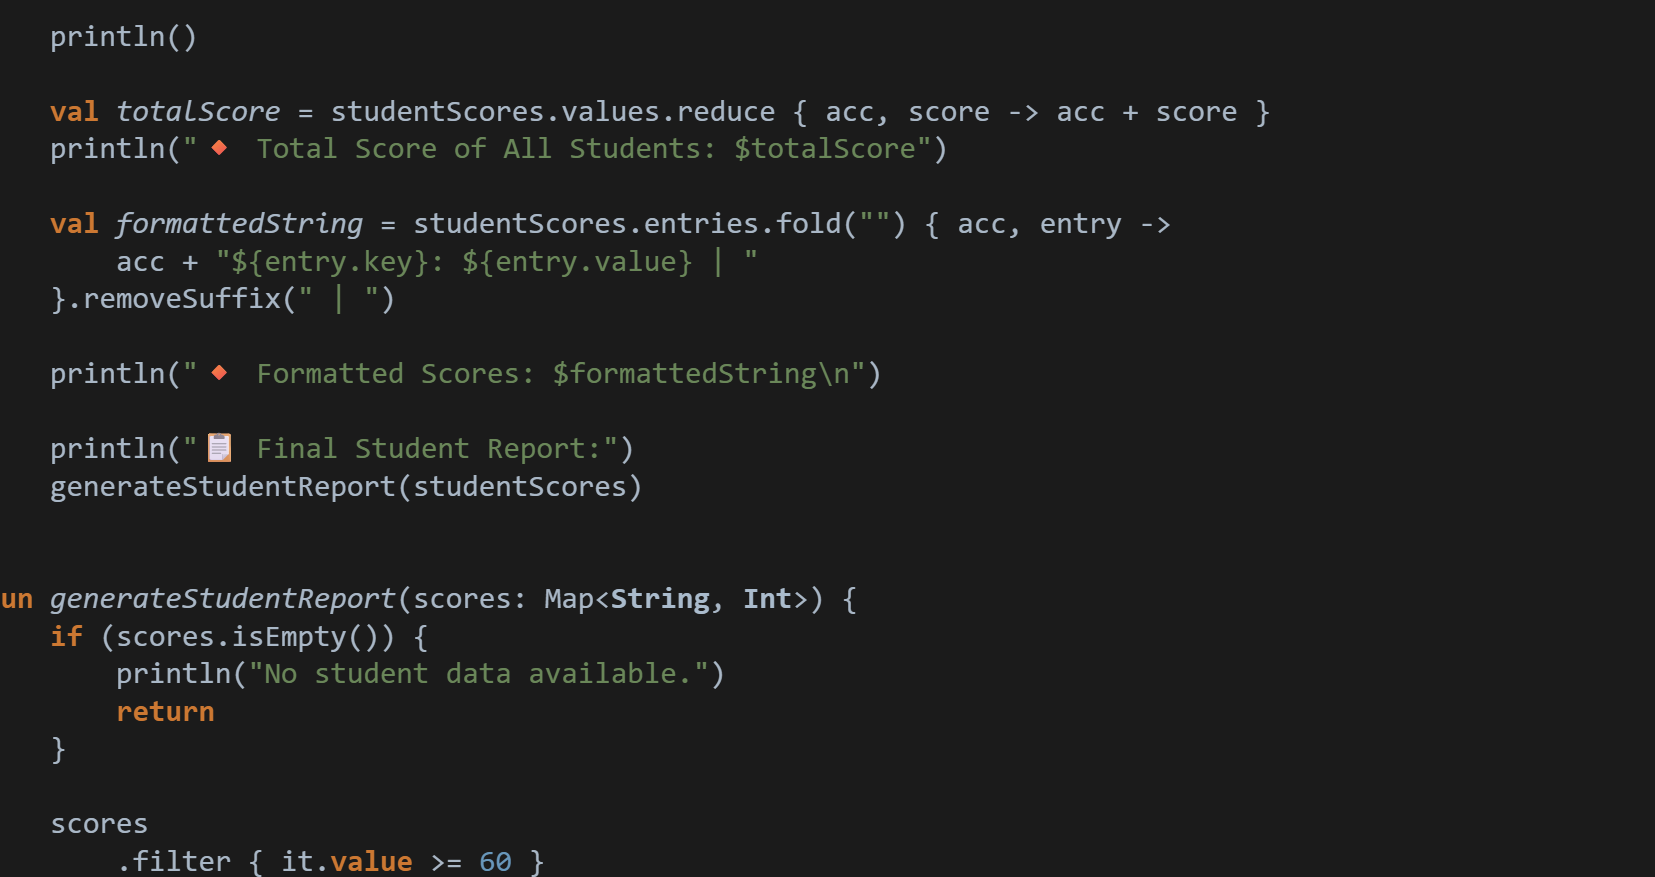 println()
val totalScore = studentScores.values.reduce { acc, score -> acc + score }
println("🔸 Total Score of All Students: $totalScore")
val formattedString = studentScores.entries.fold("") { acc, entry ->
acc + "${entry.key}: ${entry.value} | "
}.removeSuffix(" | ")
println("🔸 Formatted Scores: $formattedString\n")
println("📋 Final Student Report:")
generateStudentReport(studentScores)
un generateStudentReport(scores: Map<String, Int>) {
if (scores.isEmpty()) {
println("No student data available.")
return
}
scores
.filter { it.value >= 60 }